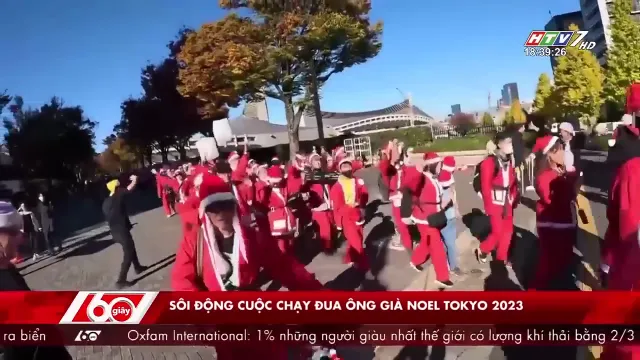 HTV7 HD
18:39:26
60 giây
SÔI ĐỘNG CUỘC CHẠY ĐUA ÔNG GIÀ NOEL TOKYO 2023
ra biển 60 Oxfam International: 1% những người giàu nhất thế giới có lượng khí thải bằng 2/3